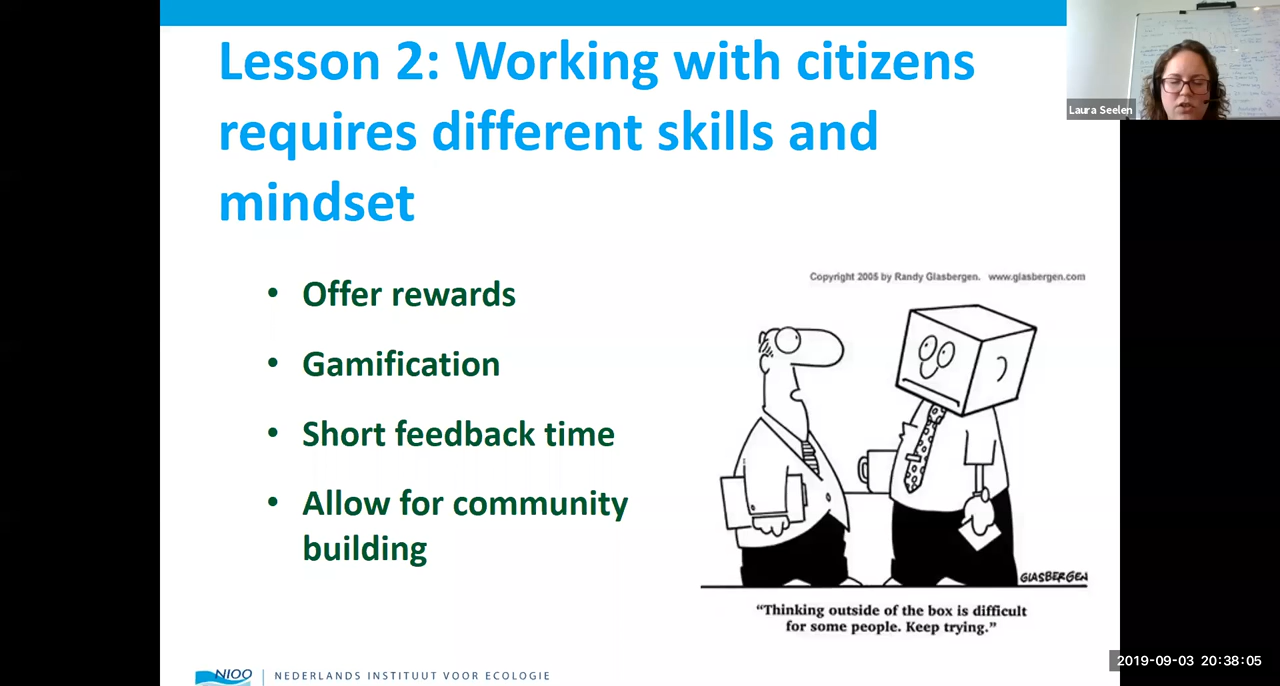 Lesson 2: Working with citizens
requires different skills and
mindset
Laura Seelen
• Offer rewards
• Gamification
• Short feedback time
• Allow for community
building
Copyright 2005 by Randy Glasbergen. www.glasbergen.com
GLASBERGEN
“Thinking outside of the box is difficult
for some people. Keep trying.”
NIOO
NEDERLANDS INSTITUUT VOOR ECOLOGIE
2019-09-03 20:38:05